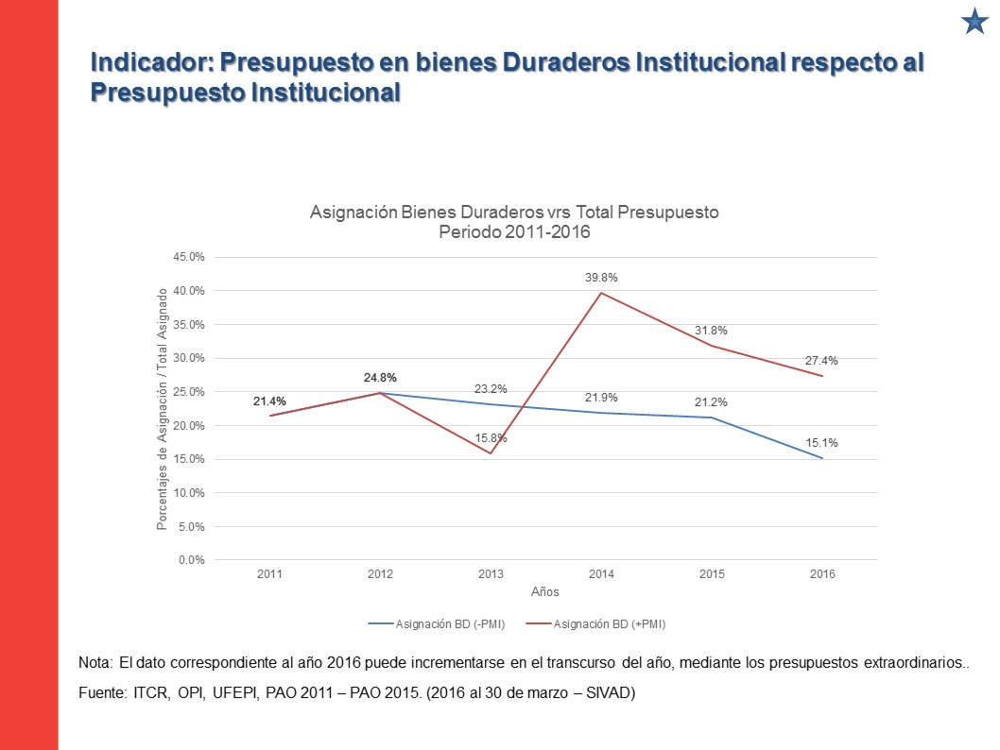 Indicador: Presupuesto en bienes Duraderos Institucional respecto al
Presupuesto Institucional
Asignación Bienes Duraderos vrs Total Presupuesto
Periodo 2011-2016
Porcentajes de Asignación / Total Asignado
45.0%
40.0%
35.0%
30.0%
25.0%
20.0%
15.0%
10.0%
5.0%
0.0%
21.4%
24.8%
23.2%
15.8%
39.8%
21.9%
31.8%
21.2%
27.4%
15.1%
2011 2012 2013 2014 2015 2016
Años
Asignación BD (-PMI) Asignación BD (+PMI)
Nota: El dato correspondiente al año 2016 puede incrementarse en el transcurso del año, mediante los presupuestos extraordinarios..
Fuente: ITCR, OPI, UFEPI, PAO 2011 – PAO 2015. (2016 al 30 de marzo – SIVAD)